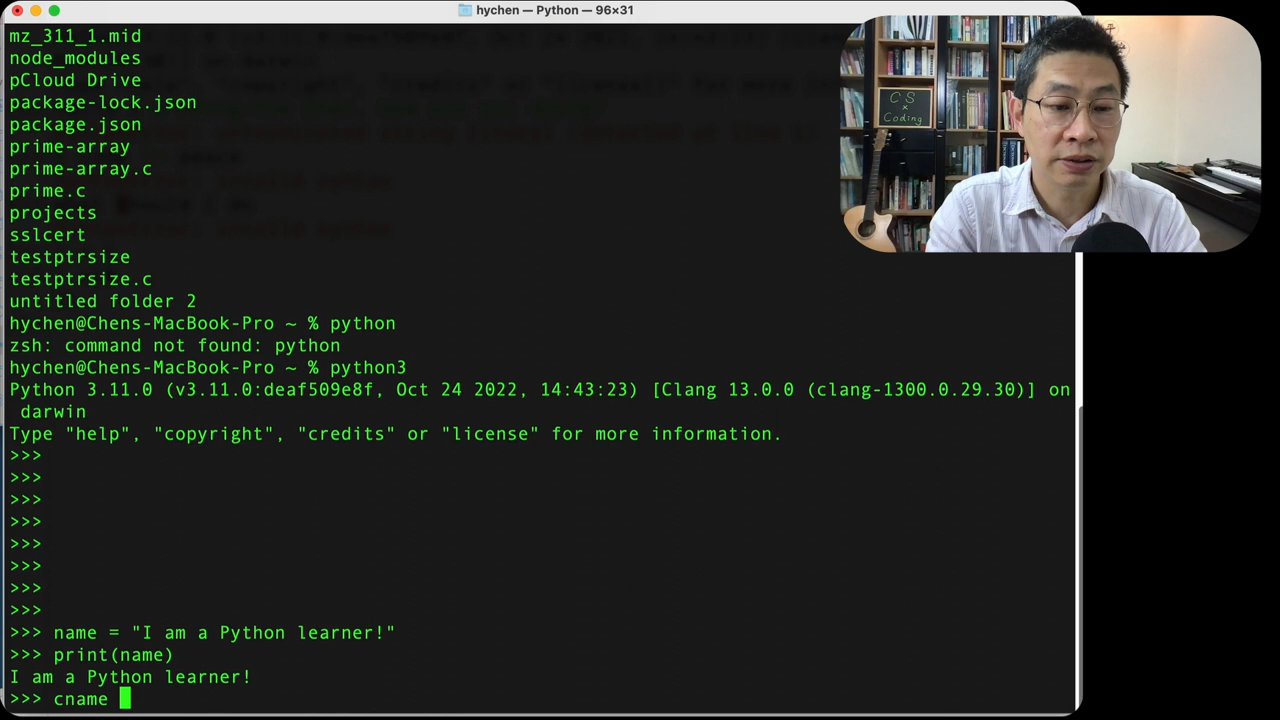 hychen — Python — 96×31
mz_311_1.mid
node_modules
pCloud Drive
package-lock.json
package.json
prime-array
prime-array.c
prime.c
projects
sslcert
testptrsize
testptrsize.c
untitled folder 2
hychen@Chens-MacBook-Pro ~ % python
zsh: command not found: python
hychen@Chens-MacBook-Pro ~ % python3
Python 3.11.0 (v3.11.0:deaf509e8f, Oct 24 2022, 14:43:23) [Clang 13.0.0 (clang-1300.0.29.30)] on
darwin
Type "help", "copyright", "credits" or "license" for more information.
>>>
>>>
>>>
>>>
>>>
>>>
>>>
>>>
>>> name = "I am a Python learner!"
>>> print(name)
I am a Python learner!
>>> cname
CS
×
Coding